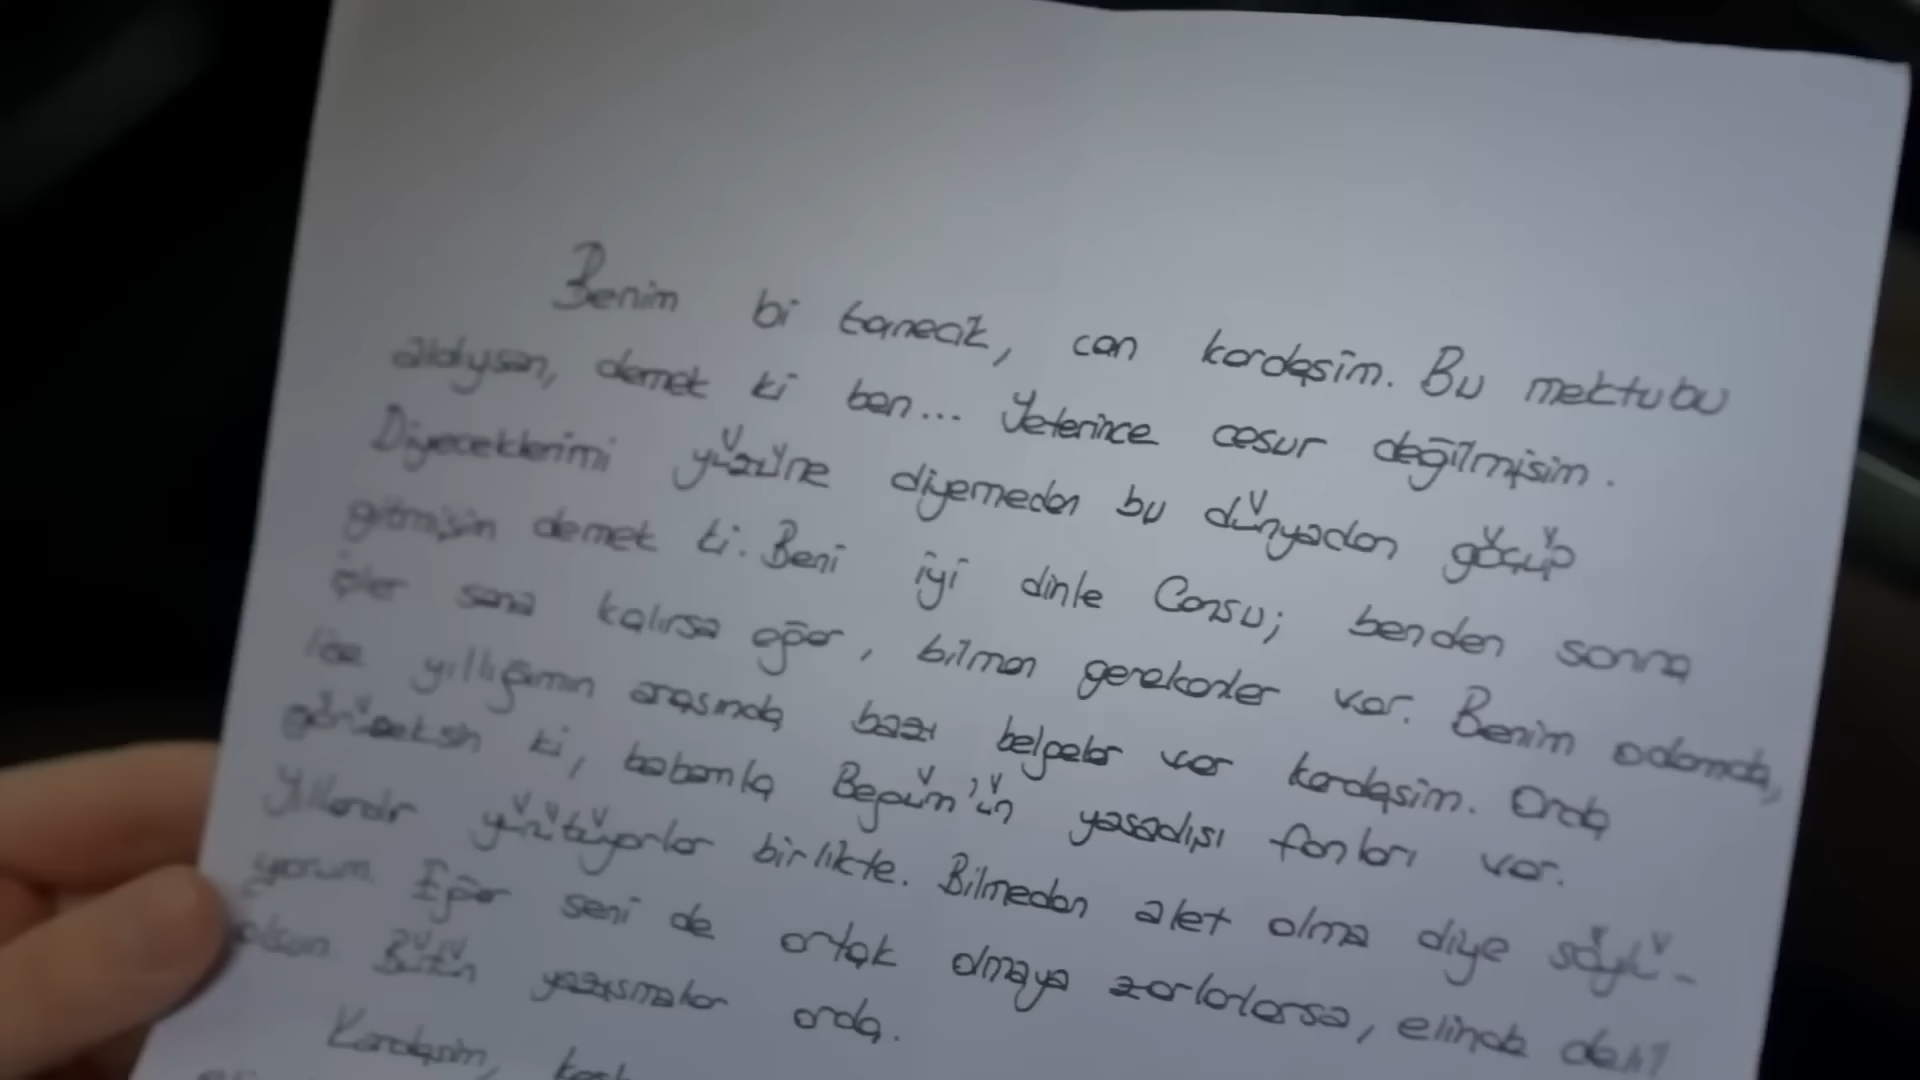 Benim bi tanecik, can kardeşim. Bu mektubu
aldıysan, demek ki ben... Yeterince cesur değilmişim.
Diyeceklerimi yüzüne diyemeden bu dünyadan göçüp
gitmişim demek ki. Beni iyi dinle Cansu; benden sonra
işler sana kalırsa eğer, bilmen gerekenler var. Benim odamda,
lise yıllığımın arasında bazı belgeler var kardeşim. Orda
göreceksin ki, babamla Begüm'ün yasadışı fonları var.
Yıllardır yürütüyorlar birlikte. Bilmeden alet olma diye söylü-
yorum. Eğer seni de ortak olmaya zorlarlarsa, elinde delil
olsun. Bütün yazışmalar orda.
Kardeşim,